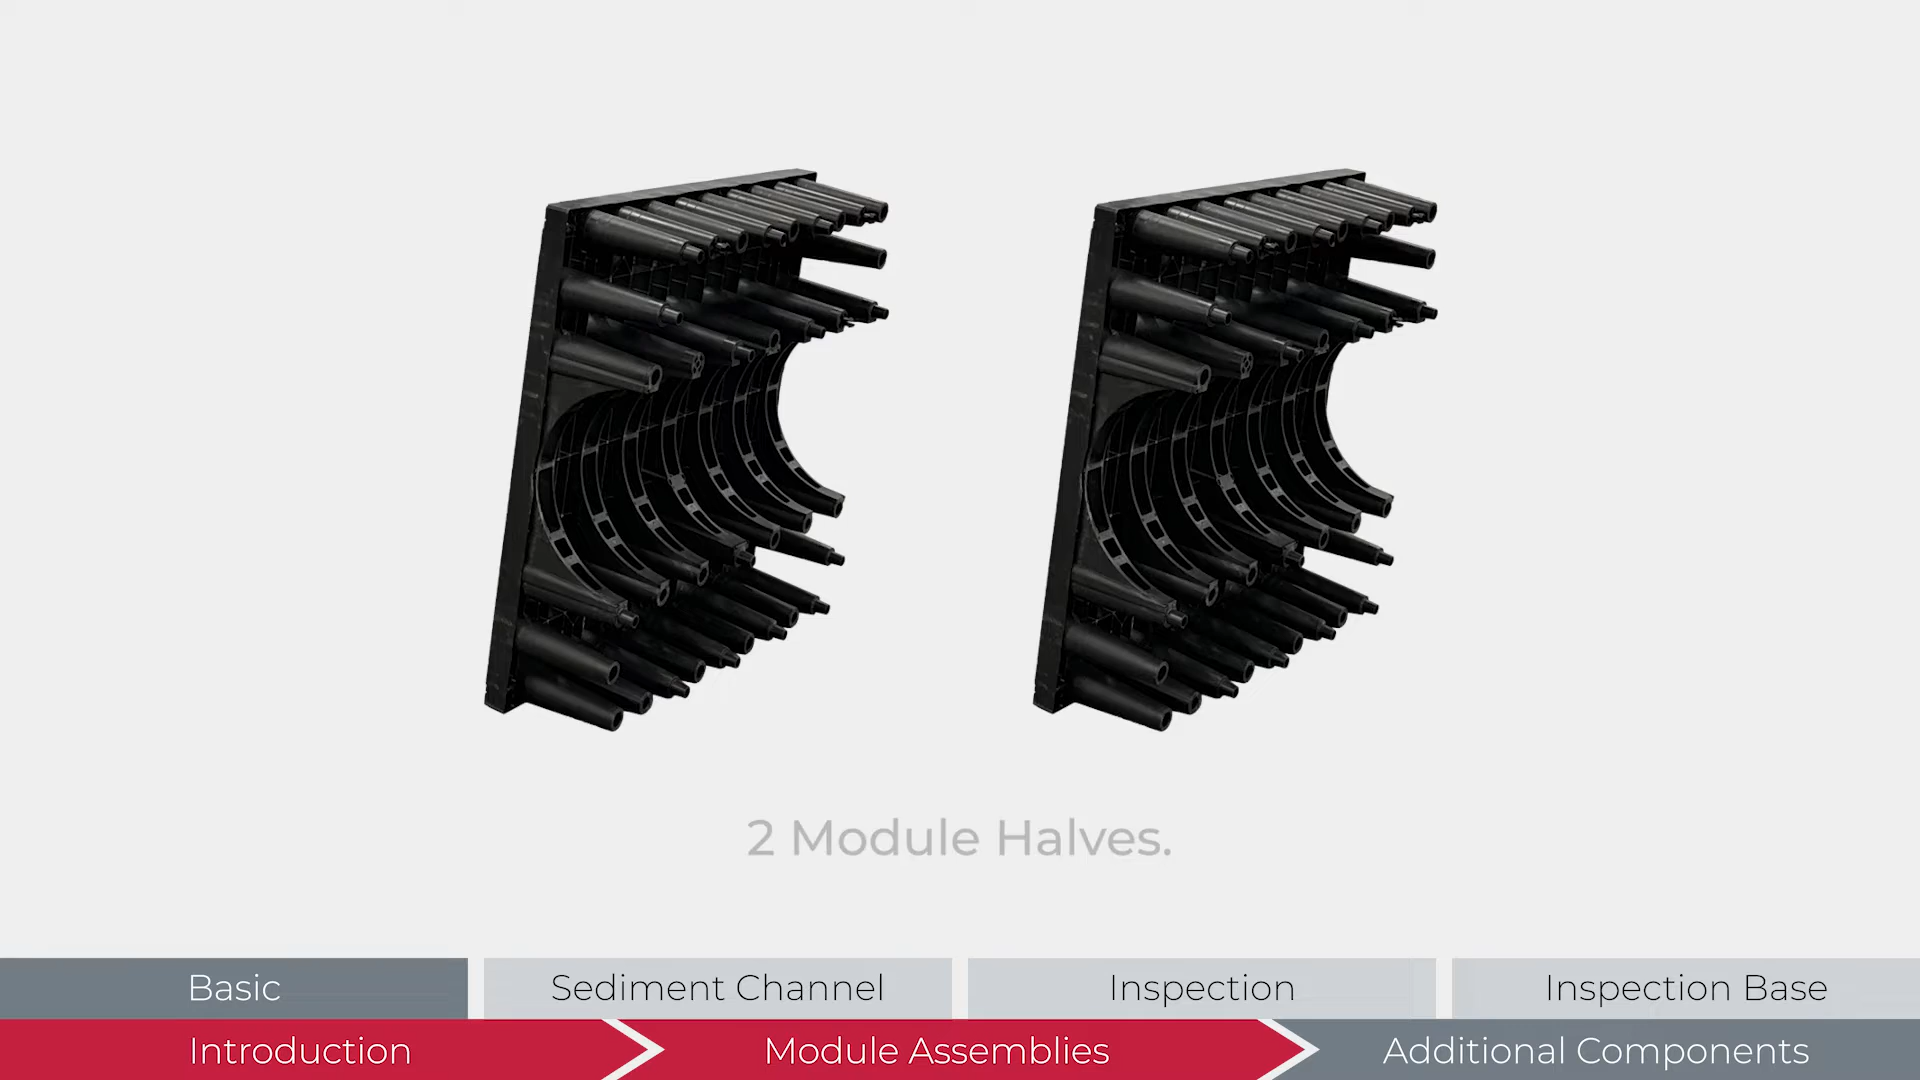 2 Module Halves.
Basic
Sediment Channel
Inspection
Inspection Base
Introduction
Module Assemblies
Additional Components